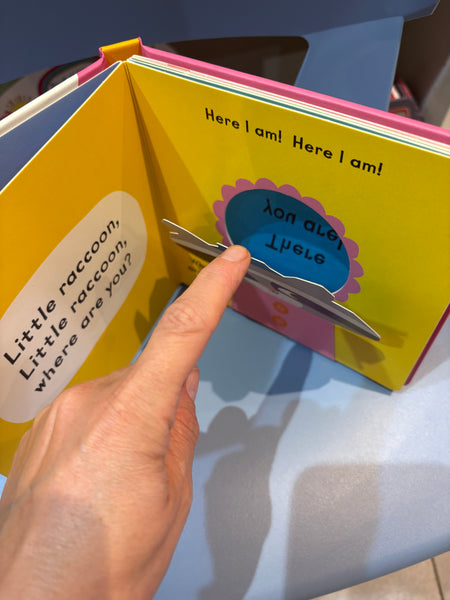 Little raccoon,
Little raccoon,
where are you?
Here I am! Here I am!
There
you are!